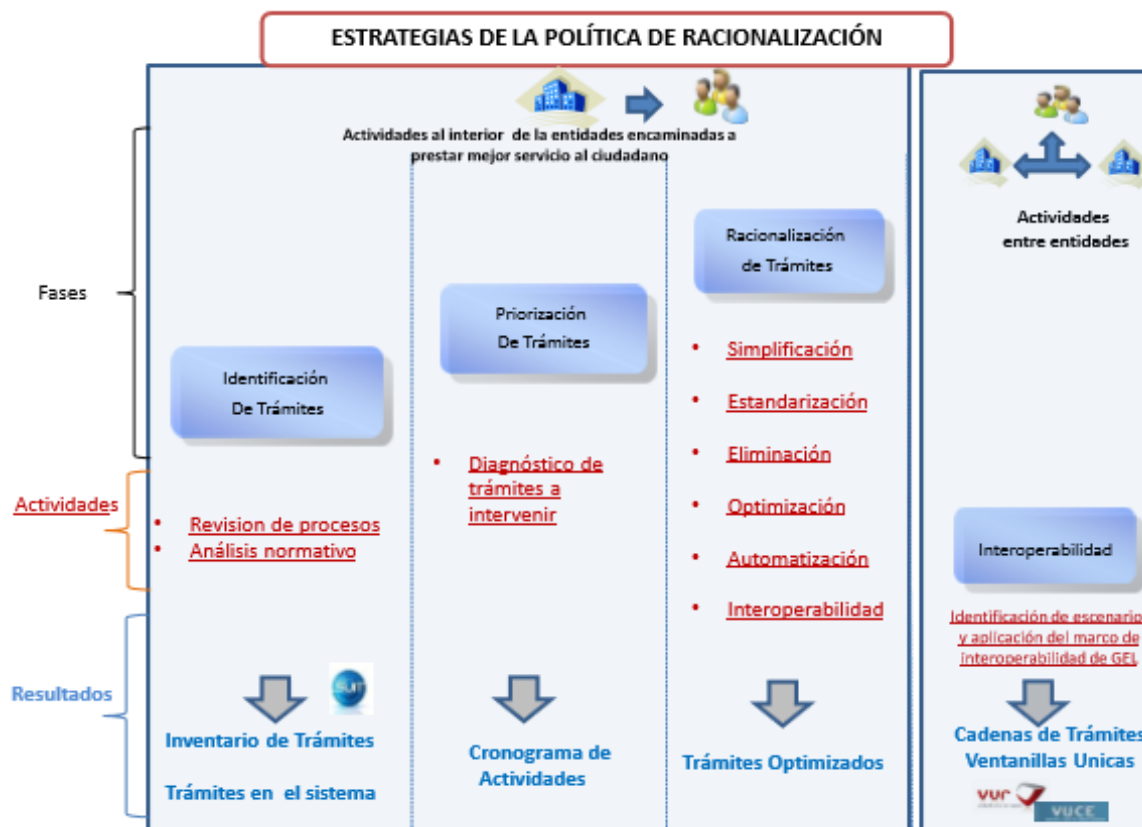 ESTRATEGIAS DE LA POLÍTICA DE RACIONALIZACIÓN
Actividades al interior de la entidades encaminadas a
prestar mejor servicio al ciudadano
Actividades
entre entidades
Fases
Identificación
De Trámites
Priorización
De Trámites
Racionalización
de Trámites
Actividades
• Revision de procesos
• Análisis normativo
• Diagnóstico de
trámites a
intervenir
• Simplificación
• Estandarización
• Eliminación
• Optimización
• Automatización
• Interoperabilidad
Interoperabilidad
Identificación de escenario
y aplicación del marco de
interoperabilidad de GEL
Resultados
SUIT
Inventario de Trámites
Trámites en el sistema
Cronograma de
Actividades
Trámites Optimizados
Cadenas de Trámites
Ventanillas Unicas
vur
VUCE